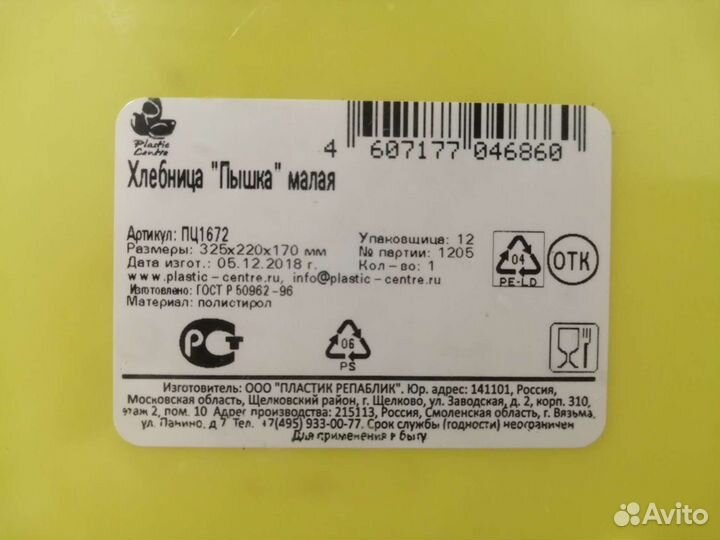 Plastic
Centre
4 607177 046860
Хлебница "Пышка" малая
Артикул: ПЦ1672
Размеры: 325х220х170 мм
Дата изгот.: 05.12.2018 г.
www.plastic-centre.ru, info@plastic-centre.ru
Изготовлено: ГОСТ Р 50962-96
Материал: полистирол
Упаковщица: 12
№ партии: 1205
Кол-во: 1
04
PE-LD
ОТК
РСТ
06
PS
Изготовитель: ООО "ПЛАСТИК РЕПАБЛИК". Юр. адрес: 141101, Россия,
Московская область, Щелковский район, г. Щелково, ул. Заводская, д. 2, корп. 310,
этаж 2, пом. 10 Адрес производства: 215113, Россия, Смоленская область, г. Вязьма,
ул. Панино, д.7 Тел. +7(495) 933-00-77. Срок службы (годности) неограничен
Для применения в быту
Avito